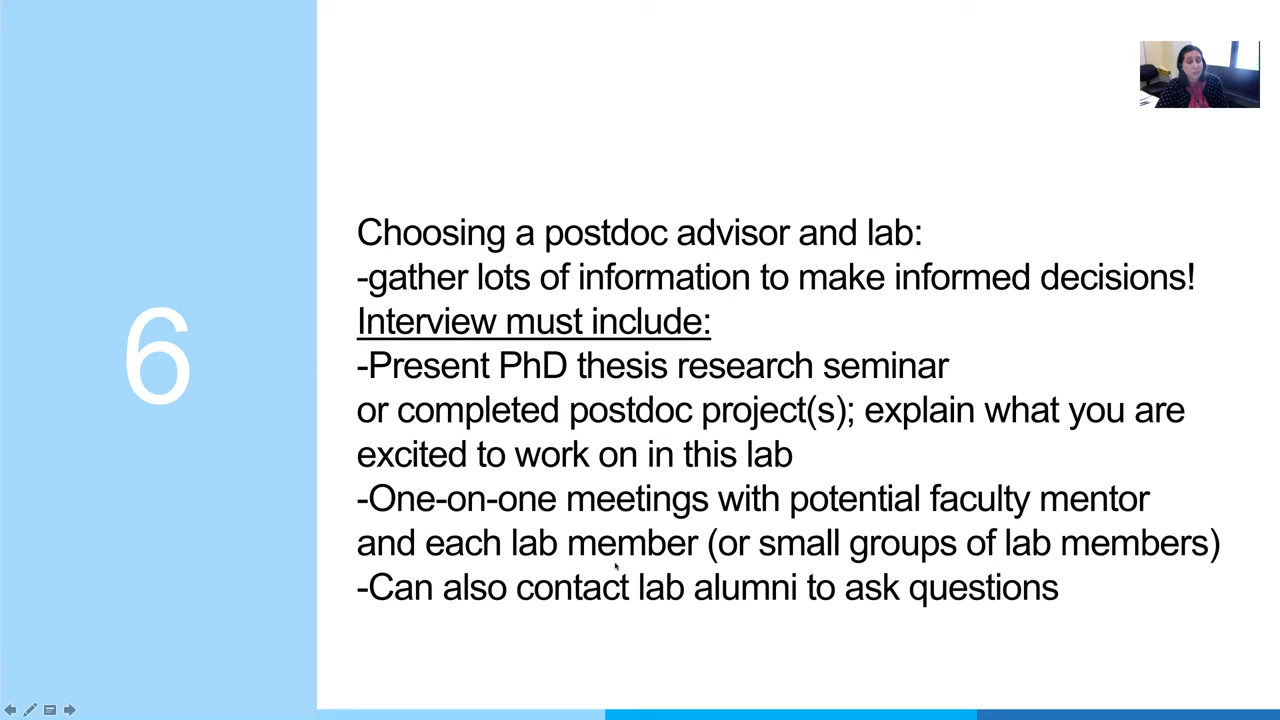 6
Choosing a postdoc advisor and lab:
-gather lots of information to make informed decisions!
Interview must include:
-Present PhD thesis research seminar
or completed postdoc project(s); explain what you are
excited to work on in this lab
-One-on-one meetings with potential faculty mentor
and each lab member (or small groups of lab members)
-Can also contact lab alumni to ask questions